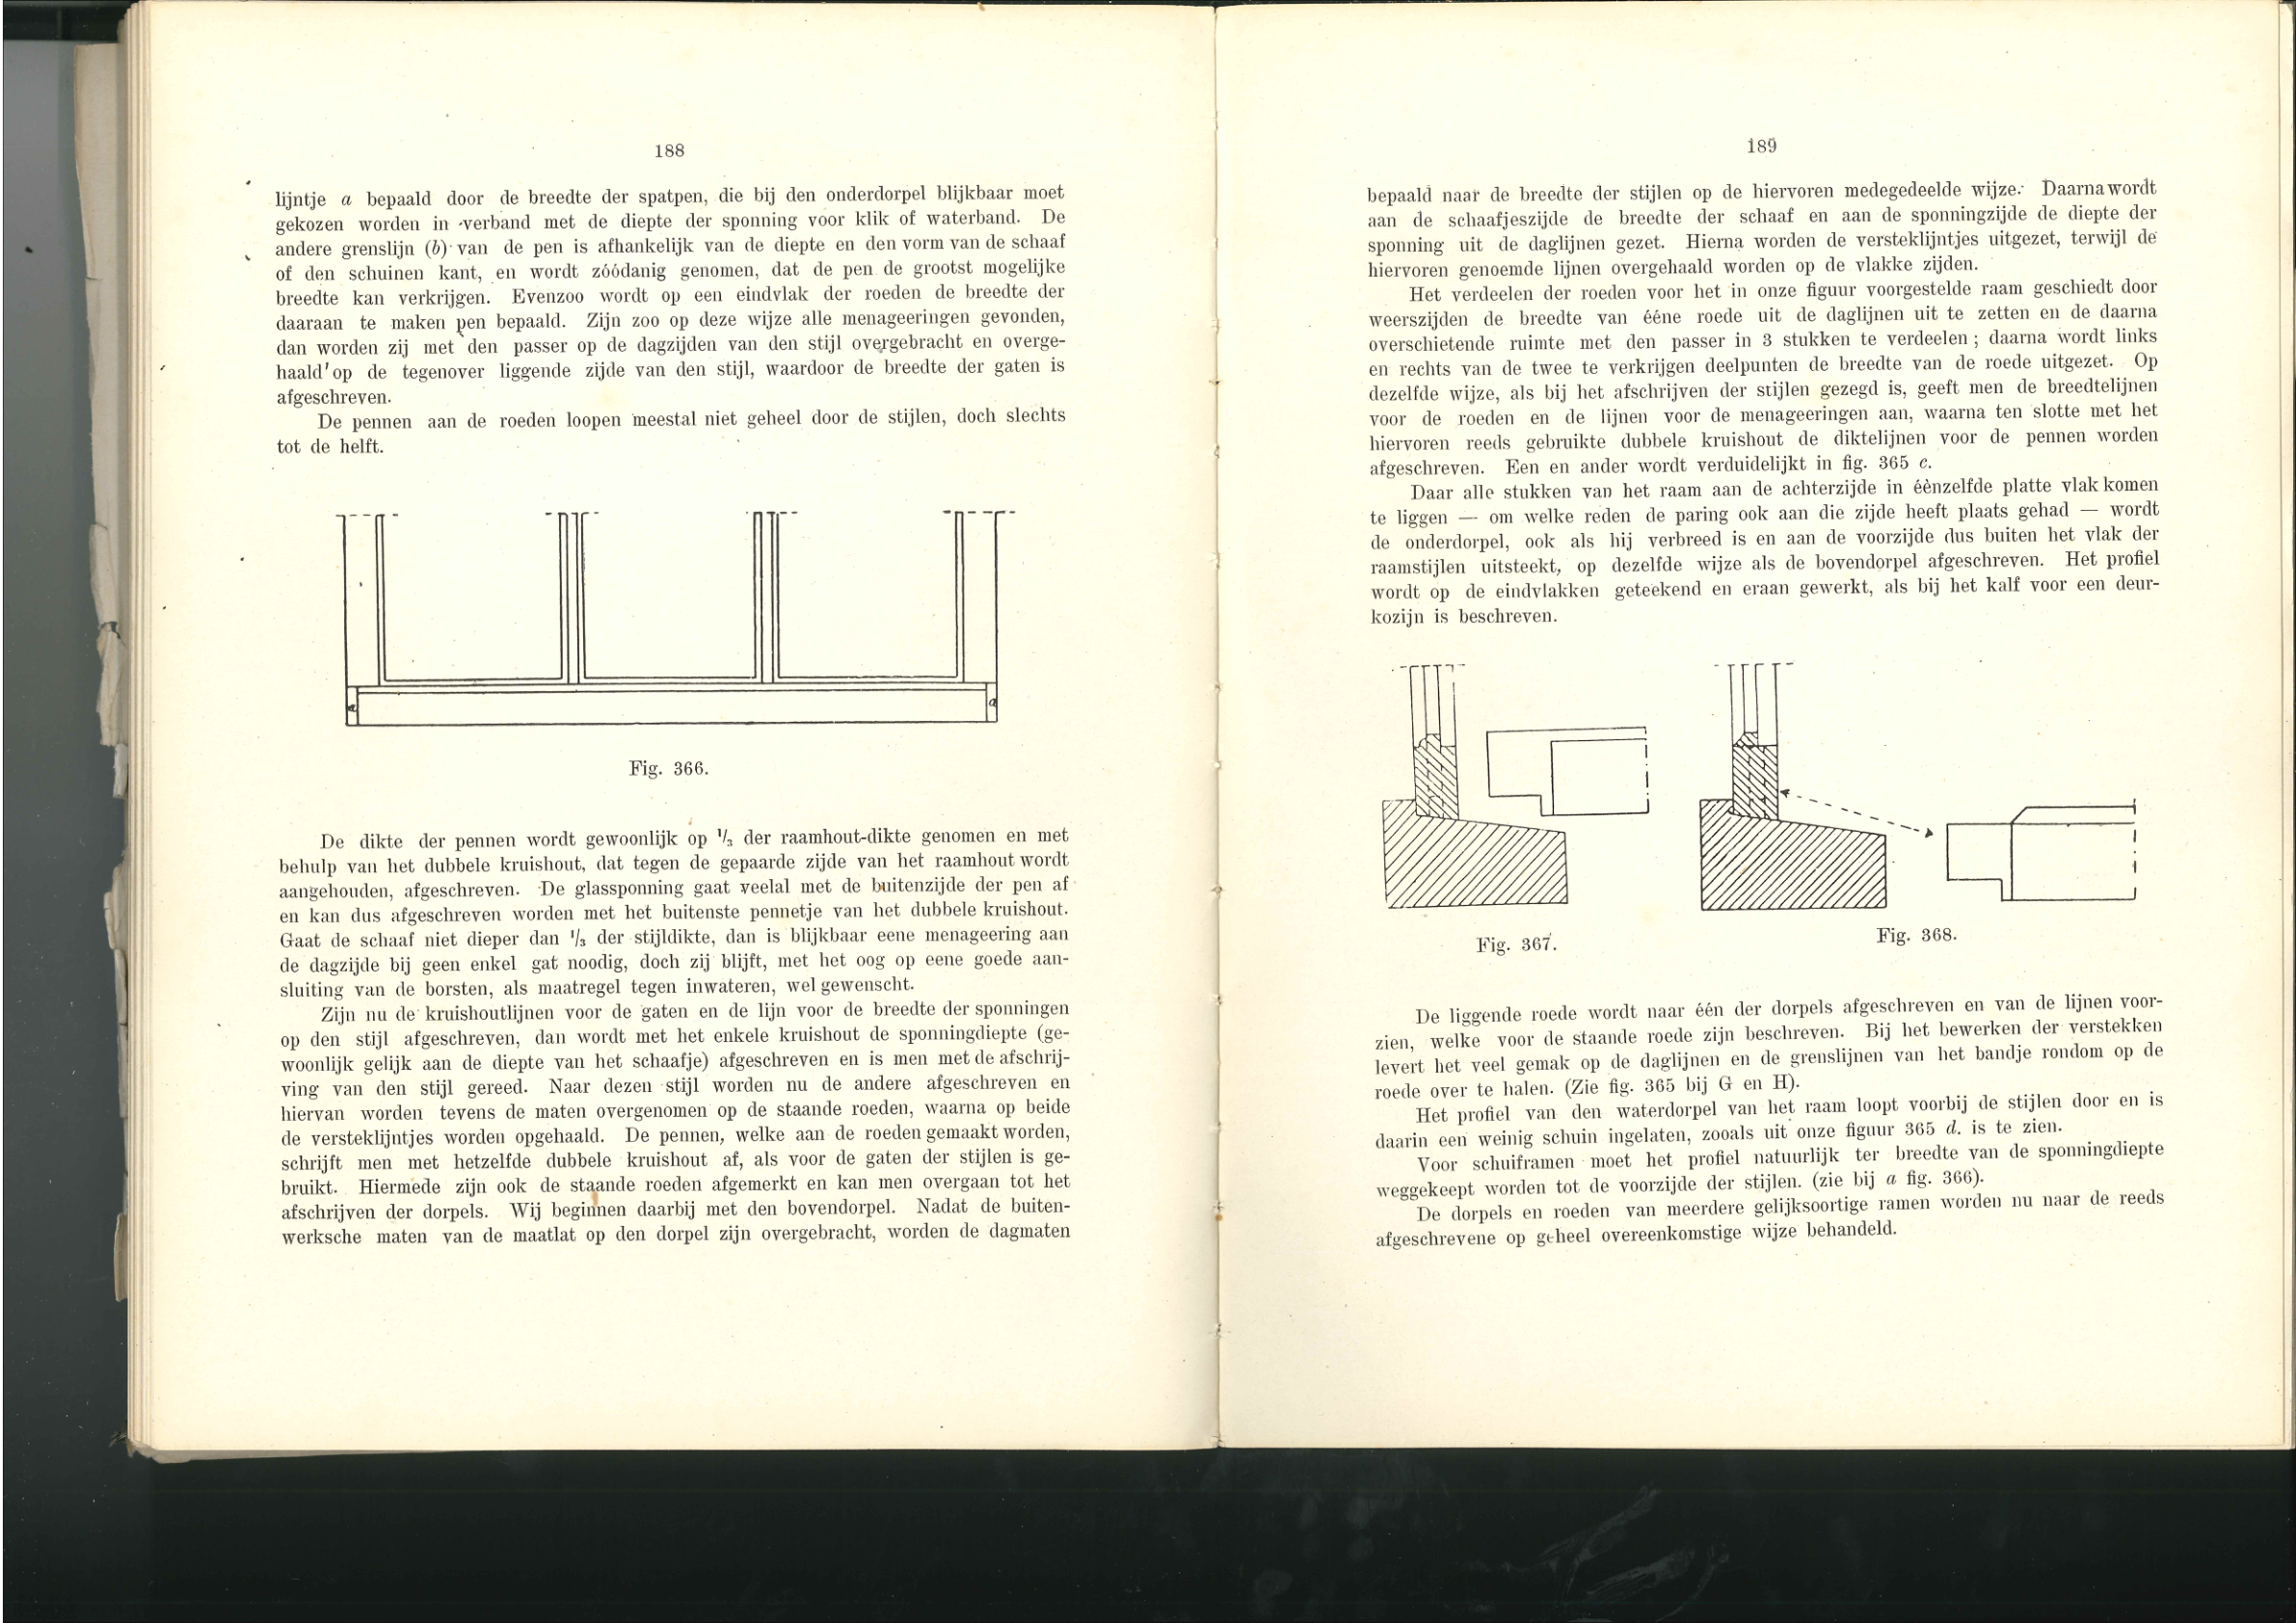 188
lijntje a bepaald door de breedte der spatpen, die bij den onderdorpel blijkbaar moet
gekozen worden in verband met de diepte der sponning voor klik of waterband. De
andere grenslijn (b) van de pen is afhankelijk van de diepte en den vorm van de schaaf
of den schuinen kant, en wordt zóódanig genomen, dat de pen de grootst mogelijke
breedte kan verkrijgen. Evenzoo wordt op een eindvlak der roeden de breedte der
daaraan te maken pen bepaald. Zijn zoo op deze wijze alle menageeringen gevonden,
dan worden zij met den passer op de dagzijden van den stijl overgebracht en overge-
haald op de tegenover liggende zijde van den stijl, waardoor de breedte der gaten is
afgeschreven.
De pennen aan de roeden loopen meestal niet geheel door de stijlen, doch slechts
tot de helft.
a
a
Fig. 366.
De dikte der pennen wordt gewoonlijk op 1/3 der raamhout-dikte genomen en met
behulp van het dubbele kruishout, dat tegen de gepaarde zijde van het raamhout wordt
aangehouden, afgeschreven. De glassponning gaat veelal met de buitenzijde der pen af
en kan dus afgeschreven worden met het buitenste pennetje van het dubbele kruishout.
Gaat de schaaf niet dieper dan 1/3 der stijldikte, dan is blijkbaar eene menageering aan
de dagzijde bij geen enkel gat noodig, doch zij blijft, met het oog op eene goede aan-
sluiting van de borsten, als maatregel tegen inwateren, wel gewenscht.
Zijn nu de kruishoutlijnen voor de gaten en de lijn voor de breedte der sponningen
op den stijl afgeschreven, dan wordt met het enkele kruishout de sponningdiepte (ge-
woonlijk gelijk aan de diepte van het schaafje) afgeschreven en is men met de afschrij-
ving van den stijl gereed. Naar dezen stijl worden nu de andere afgeschreven en
hiervan worden tevens de maten overgenomen op de staande roeden, waarna op beide
de versteklijntjes worden opgehaald. De pennen, welke aan de roeden gemaakt worden,
schrijft men met hetzelfde dubbele kruishout af, als voor de gaten der stijlen is ge-
bruikt. Hiermede zijn ook de staande roeden afgemerkt en kan men overgaan tot het
afschrijven der dorpels. Wij beginnen daarbij met den bovendorpel. Nadat de buiten-
werksche maten van de maatlat op den dorpel zijn overgebracht, worden de dagmaten
189
bepaald naar de breedte der stijlen op de hiervoren medegedeelde wijze. Daarna wordt
aan de schaafjeszijde de breedte der schaaf en aan de sponningzijde de diepte der
sponning uit de daglijnen gezet. Hierna worden de versteklijntjes uitgezet, terwijl de
hiervoren genoemde lijnen overgehaald worden op de vlakke zijden.
Het verdeelen der roeden voor het in onze figuur voorgestelde raam geschiedt door
weerszijden de breedte van ééne roede uit de daglijnen uit te zetten en de daarna
overschietende ruimte met den passer in 3 stukken te verdeelen; daarna wordt links
en rechts van de twee te verkrijgen deelpunten de breedte van de roede uitgezet. Op
dezelfde wijze, als bij het afschrijven der stijlen gezegd is, geeft men de breedtelijnen
voor de roeden en de lijnen voor de menageeringen aan, waarna ten slotte met het
hiervoren reeds gebruikte dubbele kruishout de diktelijnen voor de pennen worden
afgeschreven. Een en ander wordt verduidelijkt in fig. 365 c.
Daar alle stukken van het raam aan de achterzijde in éènzelfde platte vlak komen
te liggen — om welke reden de paring ook aan die zijde heeft plaats gehad — wordt
de onderdorpel, ook als hij verbreed is en aan de voorzijde dus buiten het vlak der
raamstijlen uitsteekt, op dezelfde wijze als de bovendorpel afgeschreven. Het profiel
wordt op de eindvlakken geteekend en eraan gewerkt, als bij het kalf voor een deur-
kozijn is beschreven.
Fig. 367.
Fig. 368.
De liggende roede wordt naar één der dorpels afgeschreven en van de lijnen voor-
zien, welke voor de staande roede zijn beschreven. Bij het bewerken der verstekken
levert het veel gemak op de daglijnen en de grenslijnen van het bandje rondom op de
roede over te halen. (Zie fig. 365 bij G en H).
Het profiel van den waterdorpel van het raam loopt voorbij de stijlen door en is
daarin een weinig schuin ingelaten, zooals uit onze figuur 365 d. is te zien.
Voor schuiframen moet het profiel natuurlijk ter breedte van de sponningdiepte
weggekeept worden tot de voorzijde der stijlen. (zie bij a fig. 366).
De dorpels en roeden van meerdere gelijksoortige ramen worden nu naar de reeds
afgeschrevene op geheel overeenkomstige wijze behandeld.